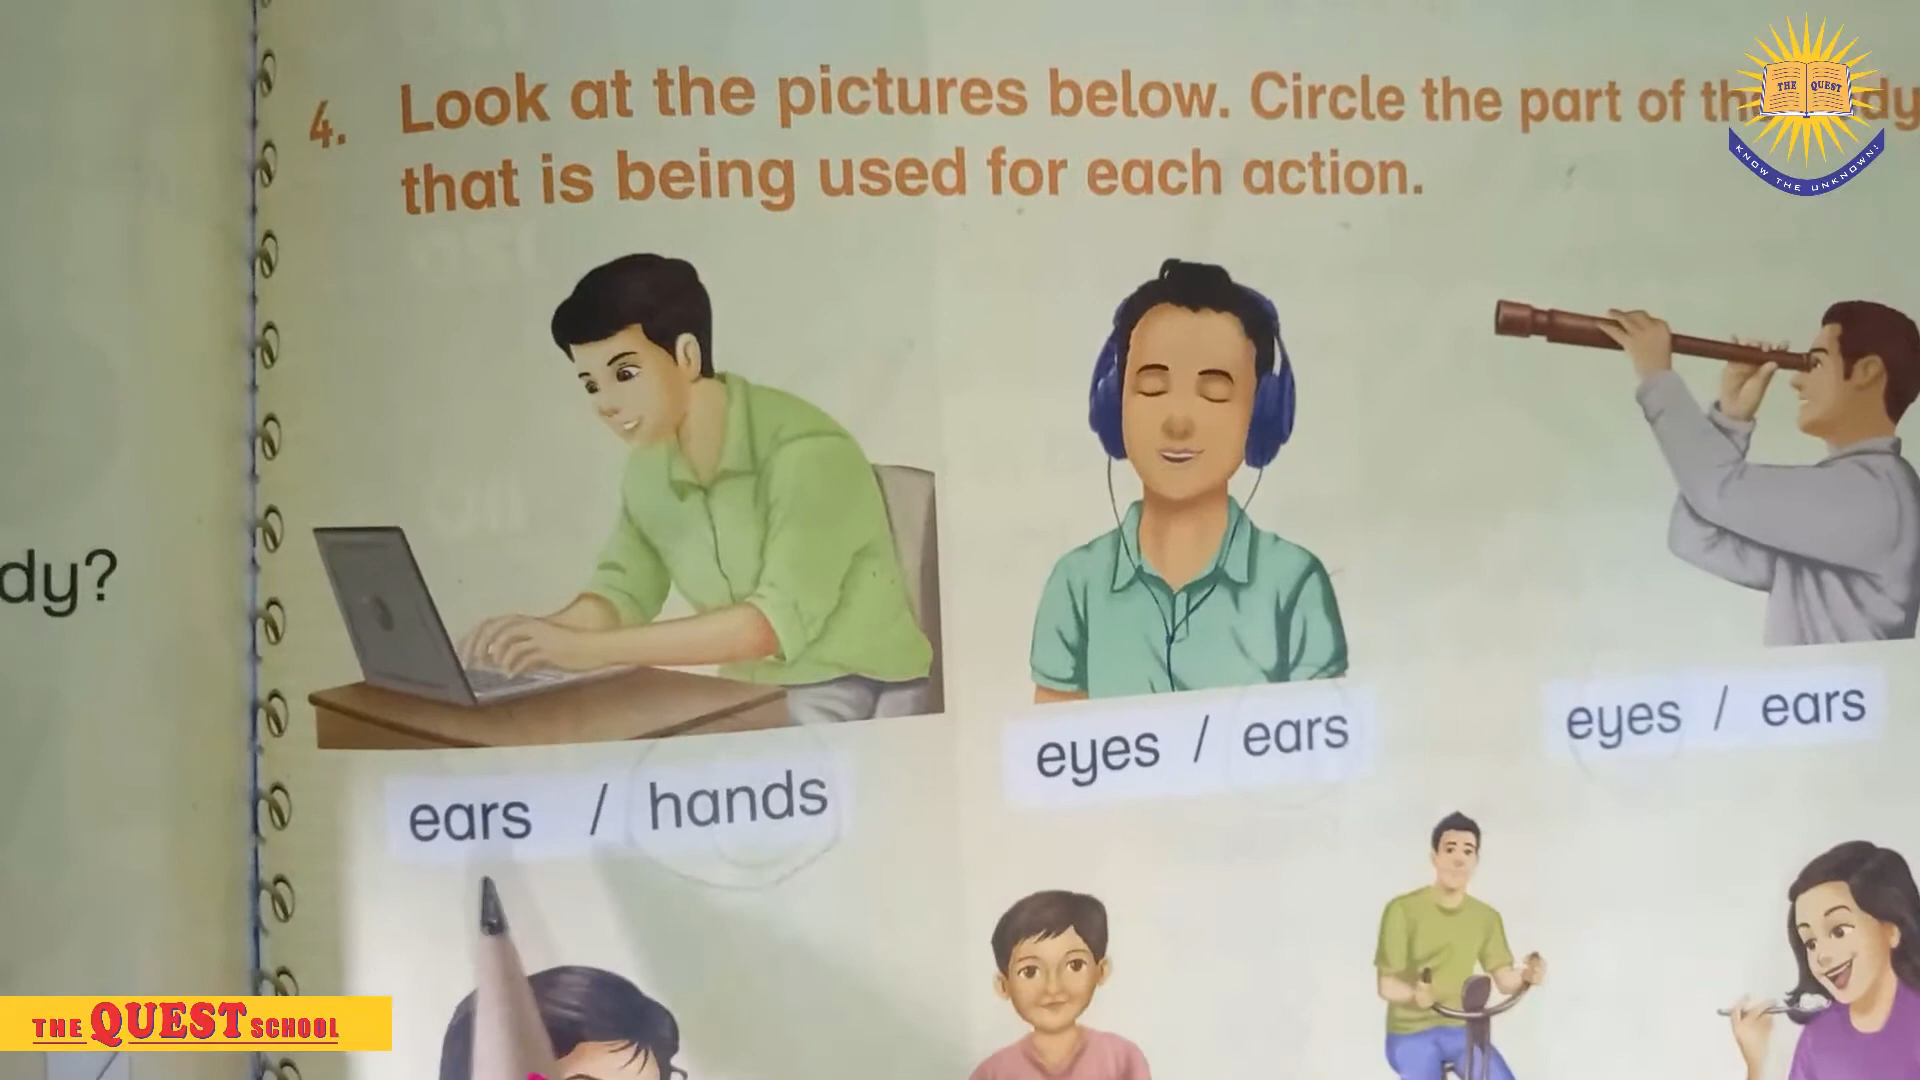 4. Look at the pictures below. Circle the part of the
that is being used for each action.
dy?
eyes / ears
eyes / ears
ears / hands
THE QUEST
KNOW THE UNKNOWN!
THE QUEST SCHOOL